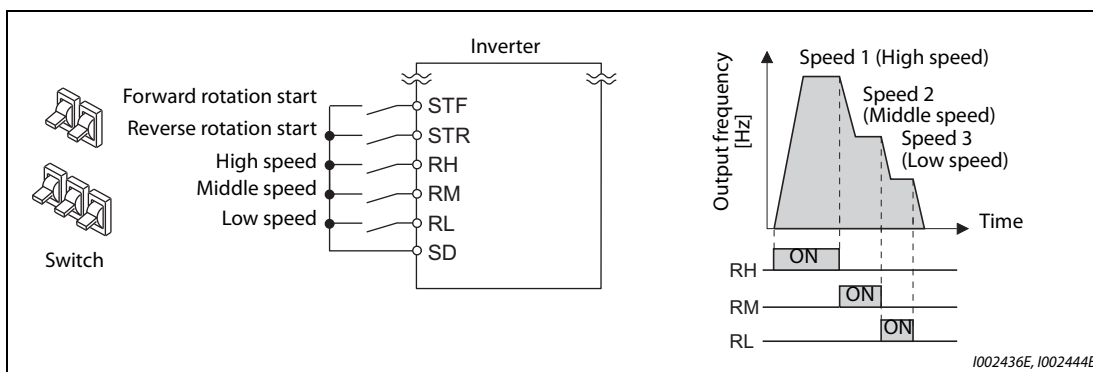 Inverter
Forward rotation start
STF
Reverse rotation start
STR
High speed
RH
Middle speed
RM
Low speed
RL
SD
Switch
Output frequency
[Hz]
Speed 1 (High speed)
Speed 2
(Middle speed)
Speed 3
(Low speed)
Time
RH
ON
RM
ON
RL
ON
I002436E, I002444E